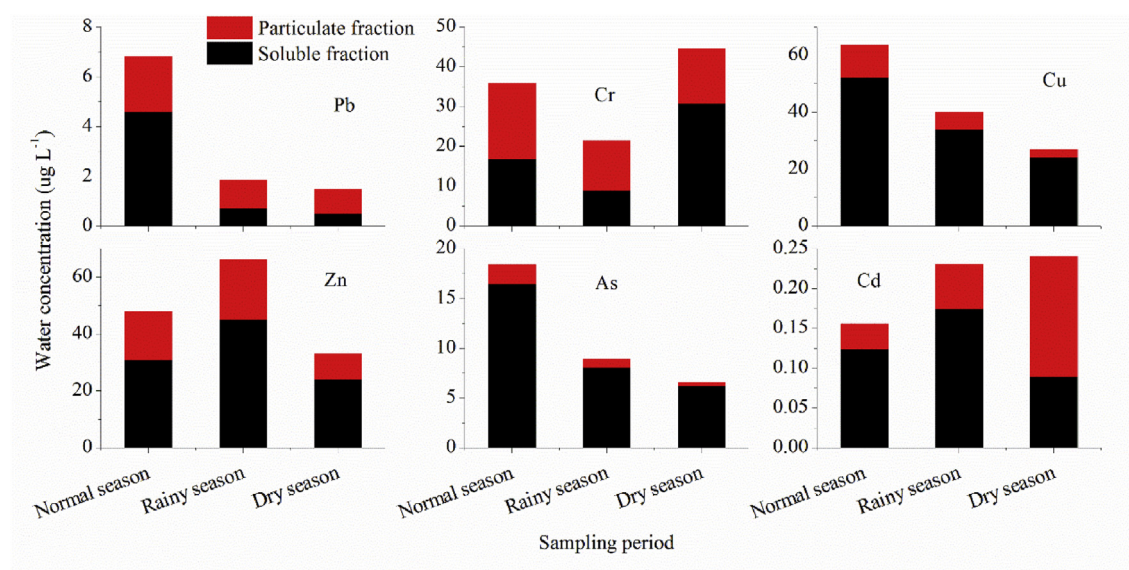 Particulate fraction
Soluble fraction
Water concentration (ug L⁻¹)
8
6
4
2
0
Pb
50
40
30
20
10
0
Cr
60
40
20
0
Cu
60
40
20
0
Zn
20
15
10
5
0
As
0.25
0.20
0.15
0.10
0.05
0.00
Cd
Normal season
Rainy season
Dry season
Normal season
Rainy season
Dry season
Normal season
Rainy season
Dry season
Sampling period